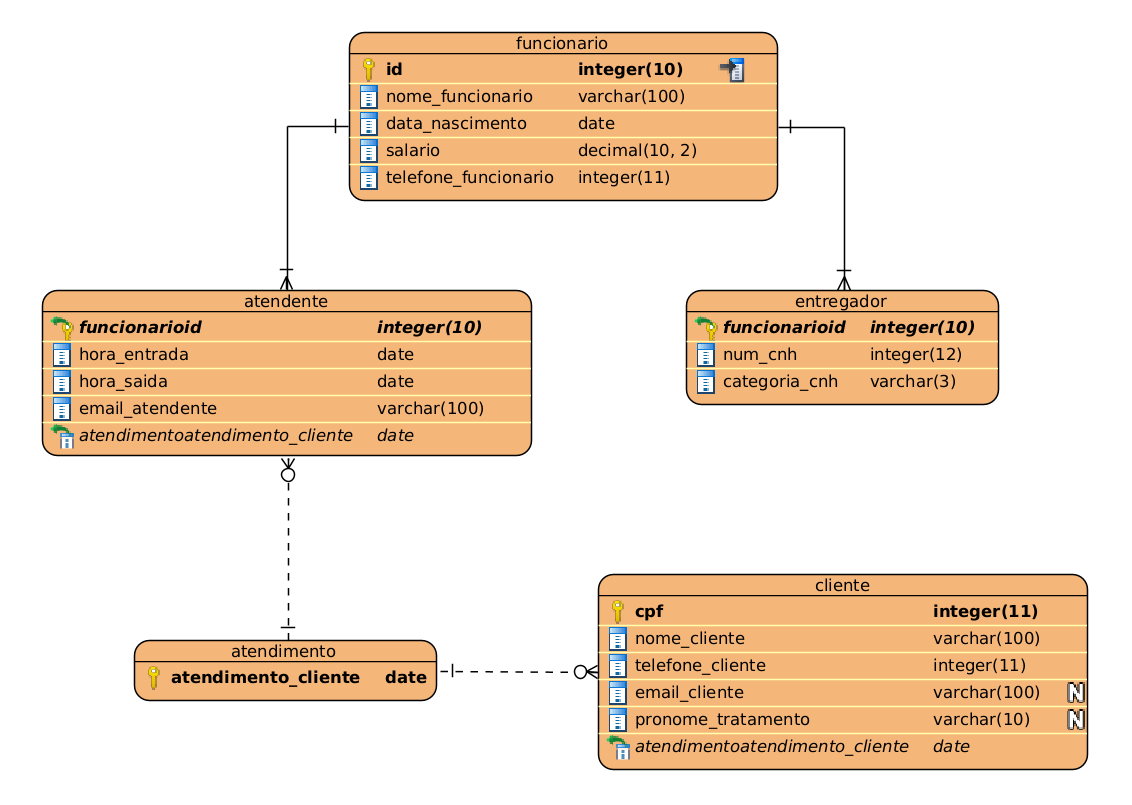 funcionario
id integer(10)
nome_funcionario varchar(100)
data_nascimento date
salario decimal(10, 2)
telefone_funcionario integer(11)
atendente
funcionarioid integer(10)
hora_entrada date
hora_saida date
email_atendente varchar(100)
atendimentoatendimento_cliente date
entregador
funcionarioid integer(10)
num_cnh integer(12)
categoria_cnh varchar(3)
atendimento
atendimento_cliente date
cliente
cpf integer(11)
nome_cliente varchar(100)
telefone_cliente integer(11)
email_cliente varchar(100) N
pronome_tratamento varchar(10) N
atendimentoatendimento_cliente date